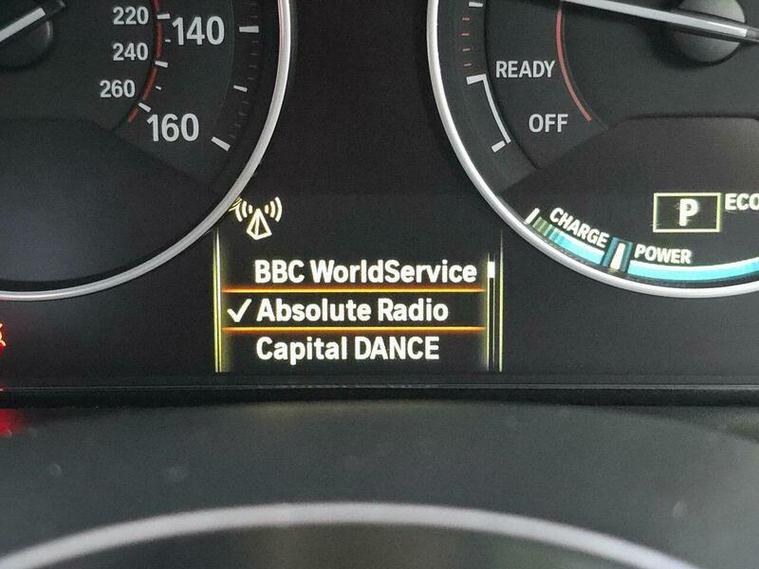 220
140
240
260
160
READY
OFF
P
ECO
CHARGE
POWER
BBC WorldService
Absolute Radio
Capital DANCE